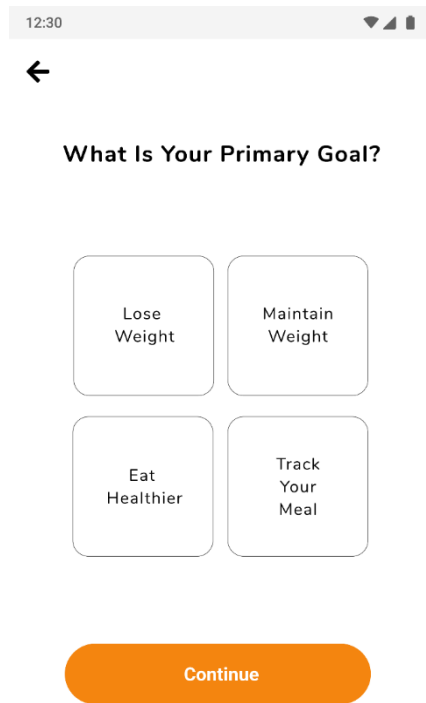 12:30
What Is Your Primary Goal?
Lose
Weight
Maintain
Weight
Eat
Healthier
Track
Your
Meal
Continue